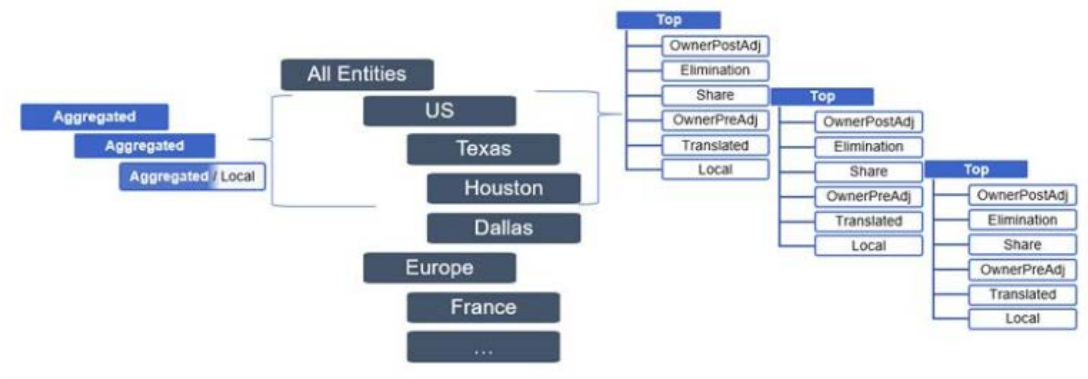 Aggregated
Aggregated
Aggregated / Local
All Entities
US
Texas
Houston
Dallas
Europe
France
...
Top
OwnerPostAdj
Elimination
Share
OwnerPreAdj
Translated
Local
Top
OwnerPostAdj
Elimination
Share
OwnerPreAdj
Translated
Local
Top
OwnerPostAdj
Elimination
Share
OwnerPreAdj
Translated
Local